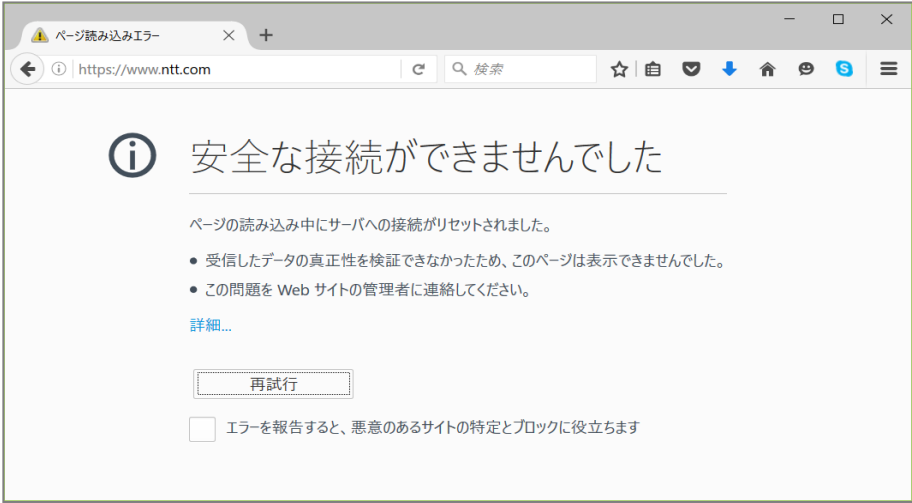 ページ読み込みエラー
https://www.ntt.com
検索
安全な接続ができませんでした
ページの読み込み中にサーバへの接続がリセットされました。
● 受信したデータの真正性を検証できなかったため、このページは表示できませんでした。
● この問題を Web サイトの管理者に連絡してください。
詳細...
再試行
エラーを報告すると、悪意のあるサイトの特定とブロックに役立ちます